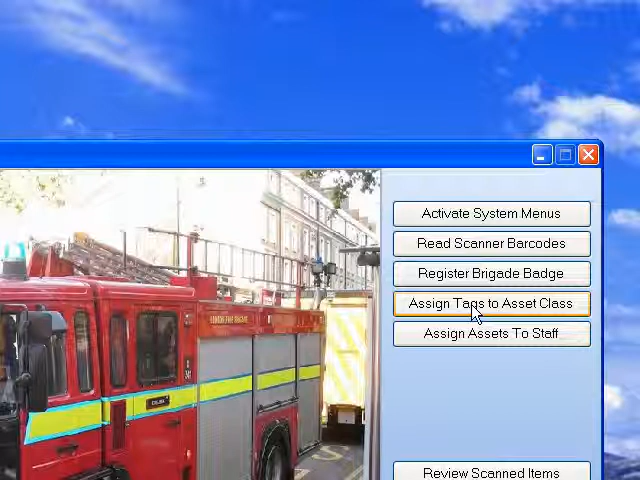 Activate System Menus
Read Scanner Barcodes
Register Brigade Badge
Assign Tags to Asset Class
Assign Assets To Staff
Review Scanned Items